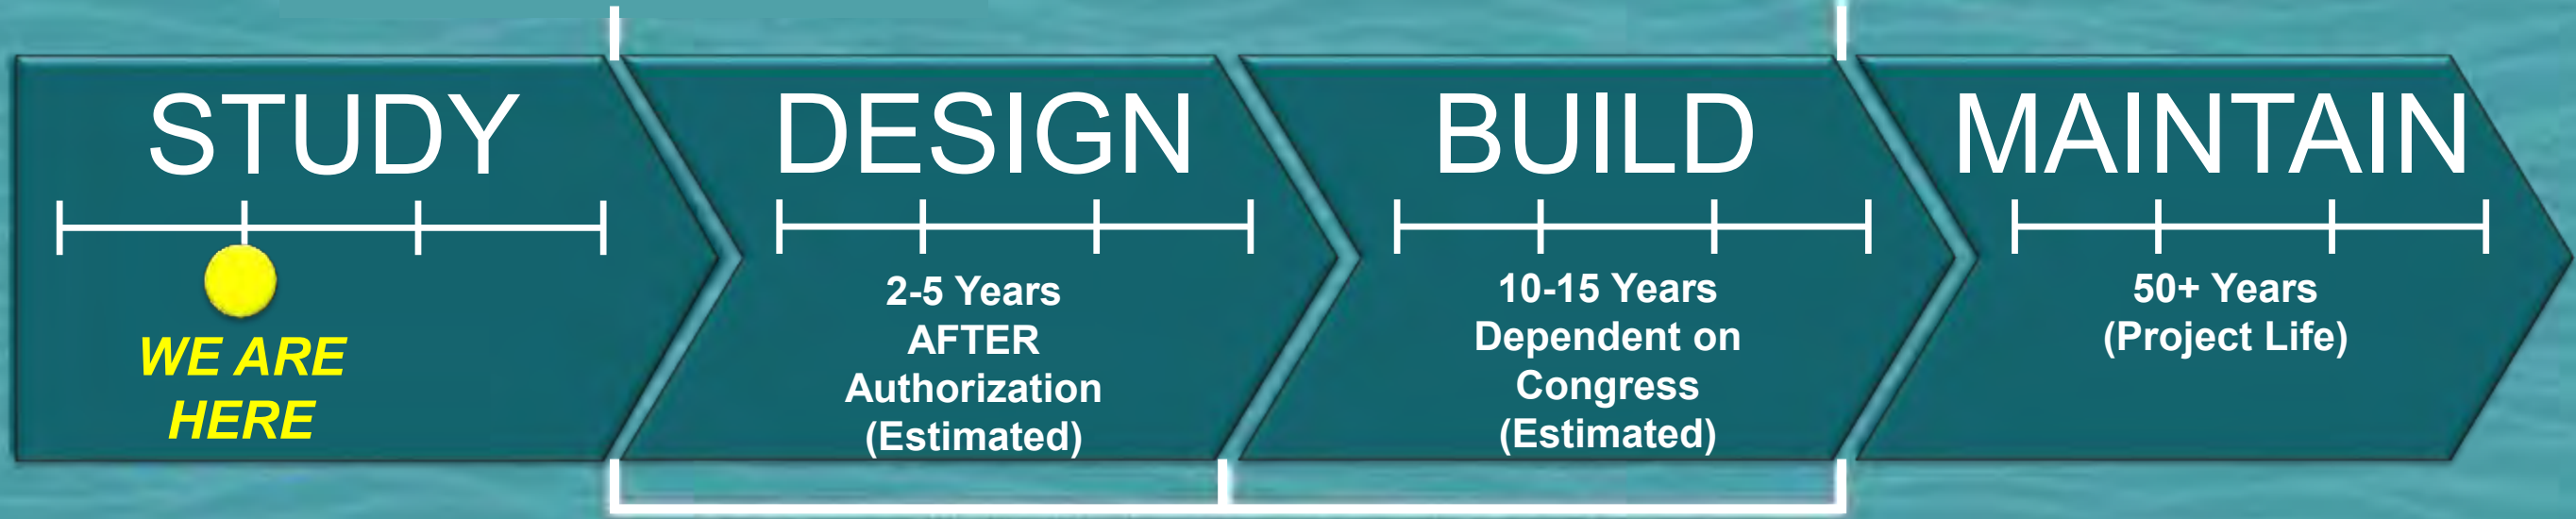 STUDY
WE ARE
HERE
DESIGN
2-5 Years
AFTER
Authorization
(Estimated)
BUILD
10-15 Years
Dependent on
Congress
(Estimated)
MAINTAIN
50+ Years
(Project Life)